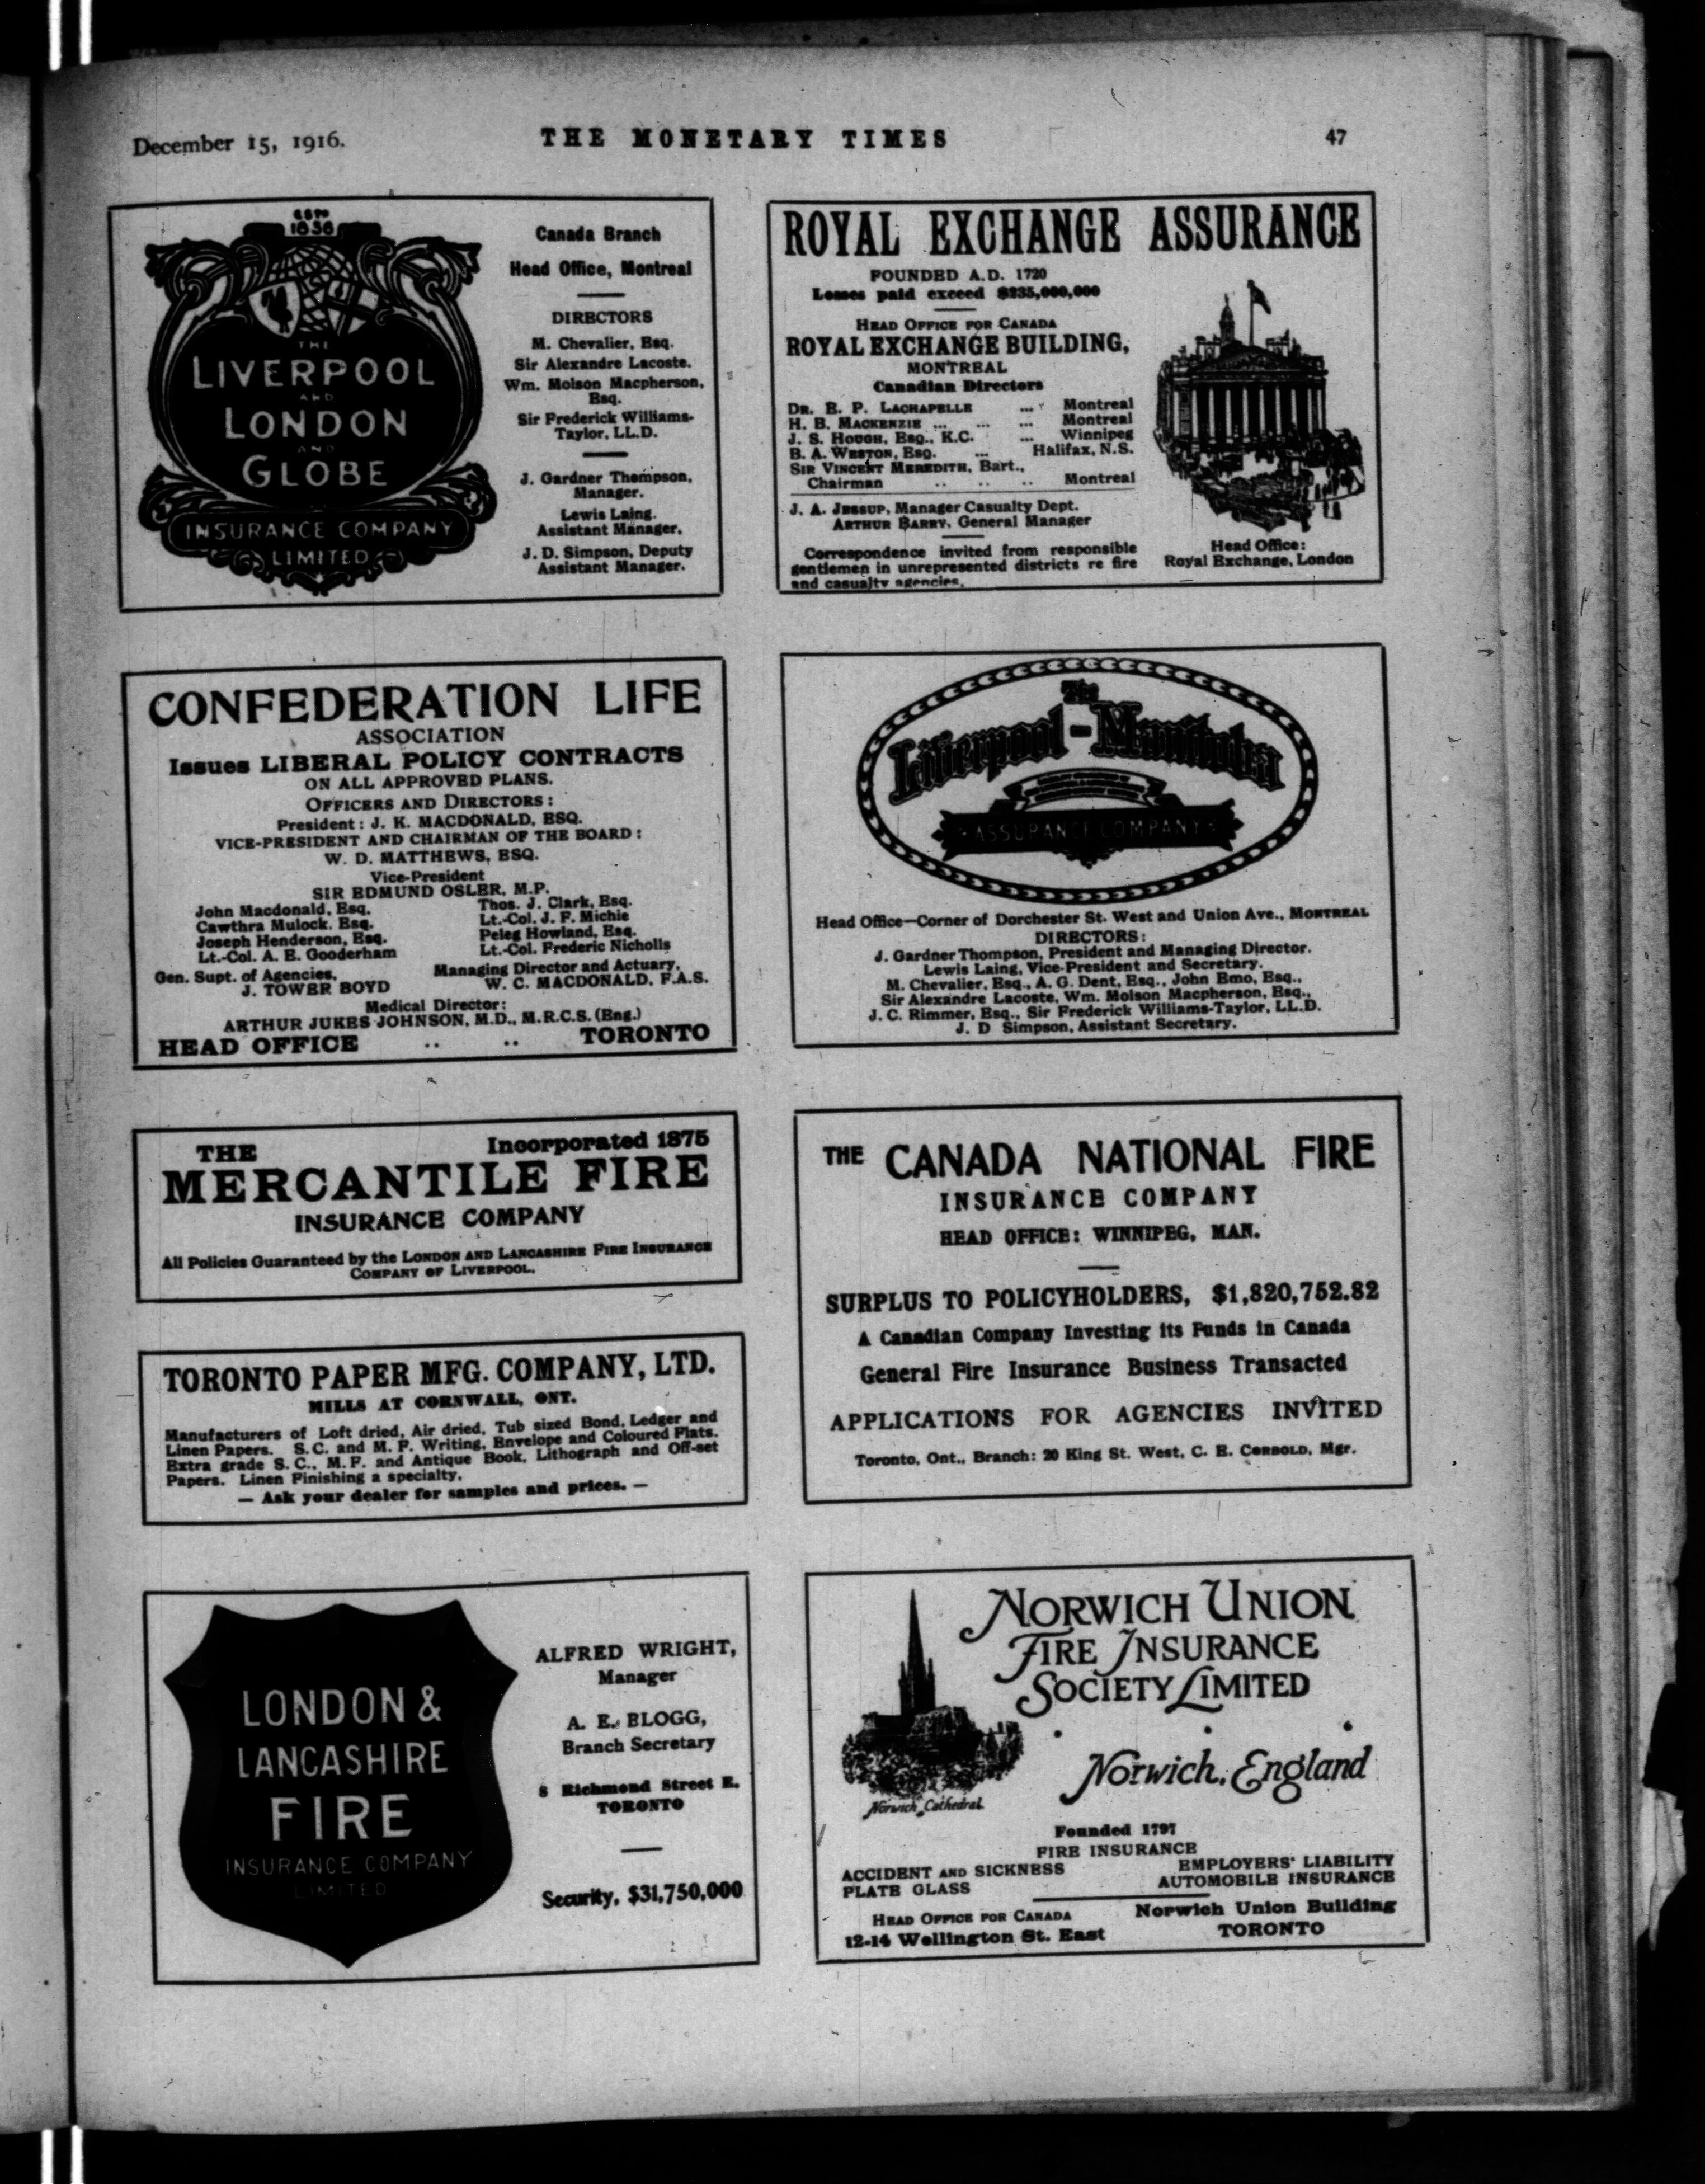 December 15, 1916.
THE MONETARY TIMES
47
ESTD
1836
THE
LIVERPOOL
AND
LONDON
AND
GLOBE
INSURANCE COMPANY
LIMITED
Canada Branch
Head Office, Montreal
DIRECTORS
M. Chevalier, Esq.
Sir Alexandre Lacoste.
Wm. Molson Macpherson,
Esq.
Sir Frederick Williams-
Taylor, LL.D.
J. Gardner Thompson,
Manager.
Lewis Laing.
Assistant Manager.
J. D. Simpson, Deputy
Assistant Manager.
ROYAL EXCHANGE ASSURANCE
FOUNDED A.D. 1720
Losses paid exceed $235,000,000
HEAD OFFICE FOR CANADA
ROYAL EXCHANGE BUILDING,
MONTREAL
Canadian Directors
DR. E. P. LACHAPELLE ... Montreal
H. B. MACKENZIE ... ... ... Montreal
J. S. HOUGH, Esq., K.C. ... Winnipeg
B. A. WESTON, Esq. ... Halifax, N.S.
SIR VINCENT MEREDITH, Bart.,
Chairman .. .. .. Montreal
J. A. JESSUP, Manager Casualty Dept.
ARTHUR BARRY, General Manager
Correspondence invited from responsible
gentlemen in unrepresented districts re fire
and casualty agencies.
Head Office:
Royal Exchange, London
CONFEDERATION LIFE
ASSOCIATION
Issues LIBERAL POLICY CONTRACTS
ON ALL APPROVED PLANS.
OFFICERS AND DIRECTORS:
President: J. K. MACDONALD, ESQ.
VICE-PRESIDENT AND CHAIRMAN OF THE BOARD:
W. D. MATTHEWS, ESQ.
Vice-President
SIR EDMUND OSLER, M.P.
John Macdonald, Esq. Thos. J. Clark, Esq.
Cawthra Mulock, Esq. Lt.-Col. J. F. Michie
Joseph Henderson, Esq. Peleg Howland, Esq.
Lt.-Col. A. E. Gooderham Lt.-Col. Frederic Nicholls
Gen. Supt. of Agencies, Managing Director and Actuary,
J. TOWER BOYD W. C. MACDONALD, F.A.S.
Medical Director:
ARTHUR JUKES JOHNSON, M.D., M.R.C.S. (Eng.)
HEAD OFFICE .. .. TORONTO
The
Liverpool-Manitoba
ASSURANCE COMPANY
Head Office—Corner of Dorchester St. West and Union Ave., MONTREAL
DIRECTORS:
J. Gardner Thompson, President and Managing Director.
Lewis Laing, Vice-President and Secretary.
M. Chevalier, Esq., A. G. Dent, Esq., John Emo, Esq.,
Sir Alexandre Lacoste, Wm. Molson Macpherson, Esq.,
J. C. Rimmer, Esq., Sir Frederick Williams-Taylor, LL.D.
J. D Simpson, Assistant Secretary.
THE Incorporated 1875
MERCANTILE FIRE
INSURANCE COMPANY
All Policies Guaranteed by the LONDON AND LANCASHIRE FIRE INSURANCE
COMPANY OF LIVERPOOL.
THE CANADA NATIONAL FIRE
INSURANCE COMPANY
HEAD OFFICE: WINNIPEG, MAN.
SURPLUS TO POLICYHOLDERS, $1,820,752.82
A Canadian Company Investing its Funds in Canada
General Fire Insurance Business Transacted
APPLICATIONS FOR AGENCIES INVITED
Toronto, Ont., Branch: 20 King St. West, C. E. CORBOLD, Mgr.
TORONTO PAPER MFG. COMPANY, LTD.
MILLS AT CORNWALL, ONT.
Manufacturers of Loft dried, Air dried, Tub sized Bond, Ledger and
Linen Papers. S.C. and M. F. Writing, Envelope and Coloured Flats.
Extra grade S.C., M.F. and Antique Book, Lithograph and Off-set
Papers. Linen Finishing a specialty.
— Ask your dealer for samples and prices. —
LONDON &
LANCASHIRE
FIRE
INSURANCE COMPANY
LIMITED
ALFRED WRIGHT,
Manager
A. E. BLOGG,
Branch Secretary
8 Richmond Street E.
TORONTO
Security, $31,750,000
NORWICH UNION
FIRE INSURANCE
SOCIETY LIMITED
Norwich, England
Norwich Cathedral
Founded 1797
FIRE INSURANCE
ACCIDENT AND SICKNESS EMPLOYERS' LIABILITY
PLATE GLASS AUTOMOBILE INSURANCE
HEAD OFFICE FOR CANADA Norwich Union Building
12-14 Wellington St. East TORONTO